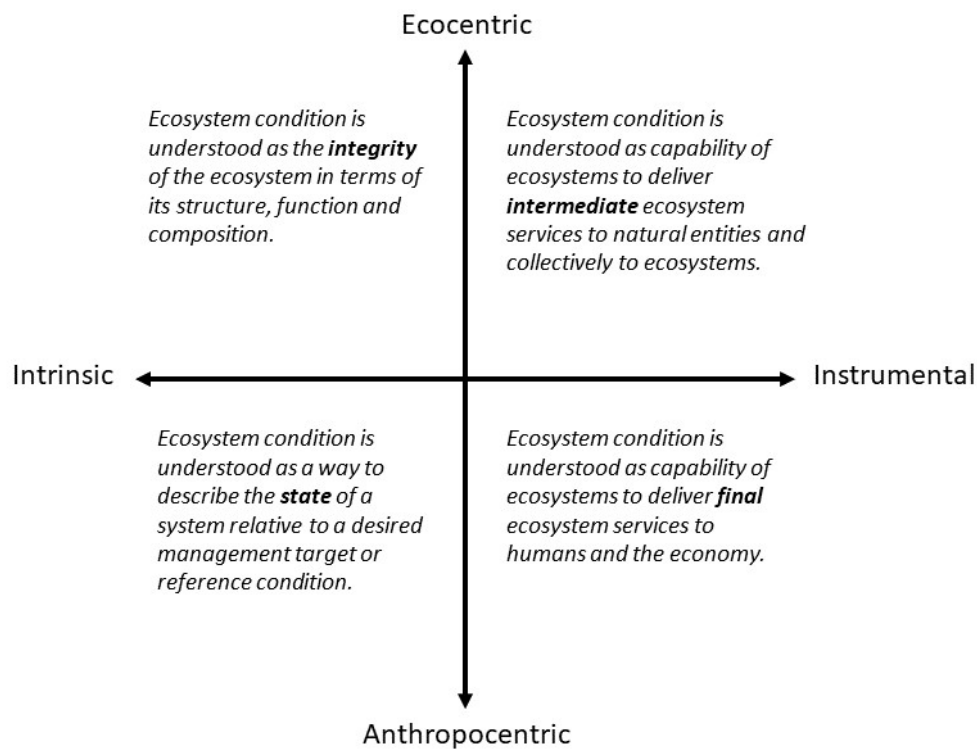 Ecocentric
Ecosystem condition is
understood as the integrity
of the ecosystem in terms of
its structure, function and
composition.
Ecosystem condition is
understood as capability of
ecosystems to deliver
intermediate ecosystem
services to natural entities and
collectively to ecosystems.
Intrinsic
Instrumental
Ecosystem condition is
understood as a way to
describe the state of a
system relative to a desired
management target or
reference condition.
Ecosystem condition is
understood as capability of
ecosystems to deliver final
ecosystem services to
humans and the economy.
Anthropocentric